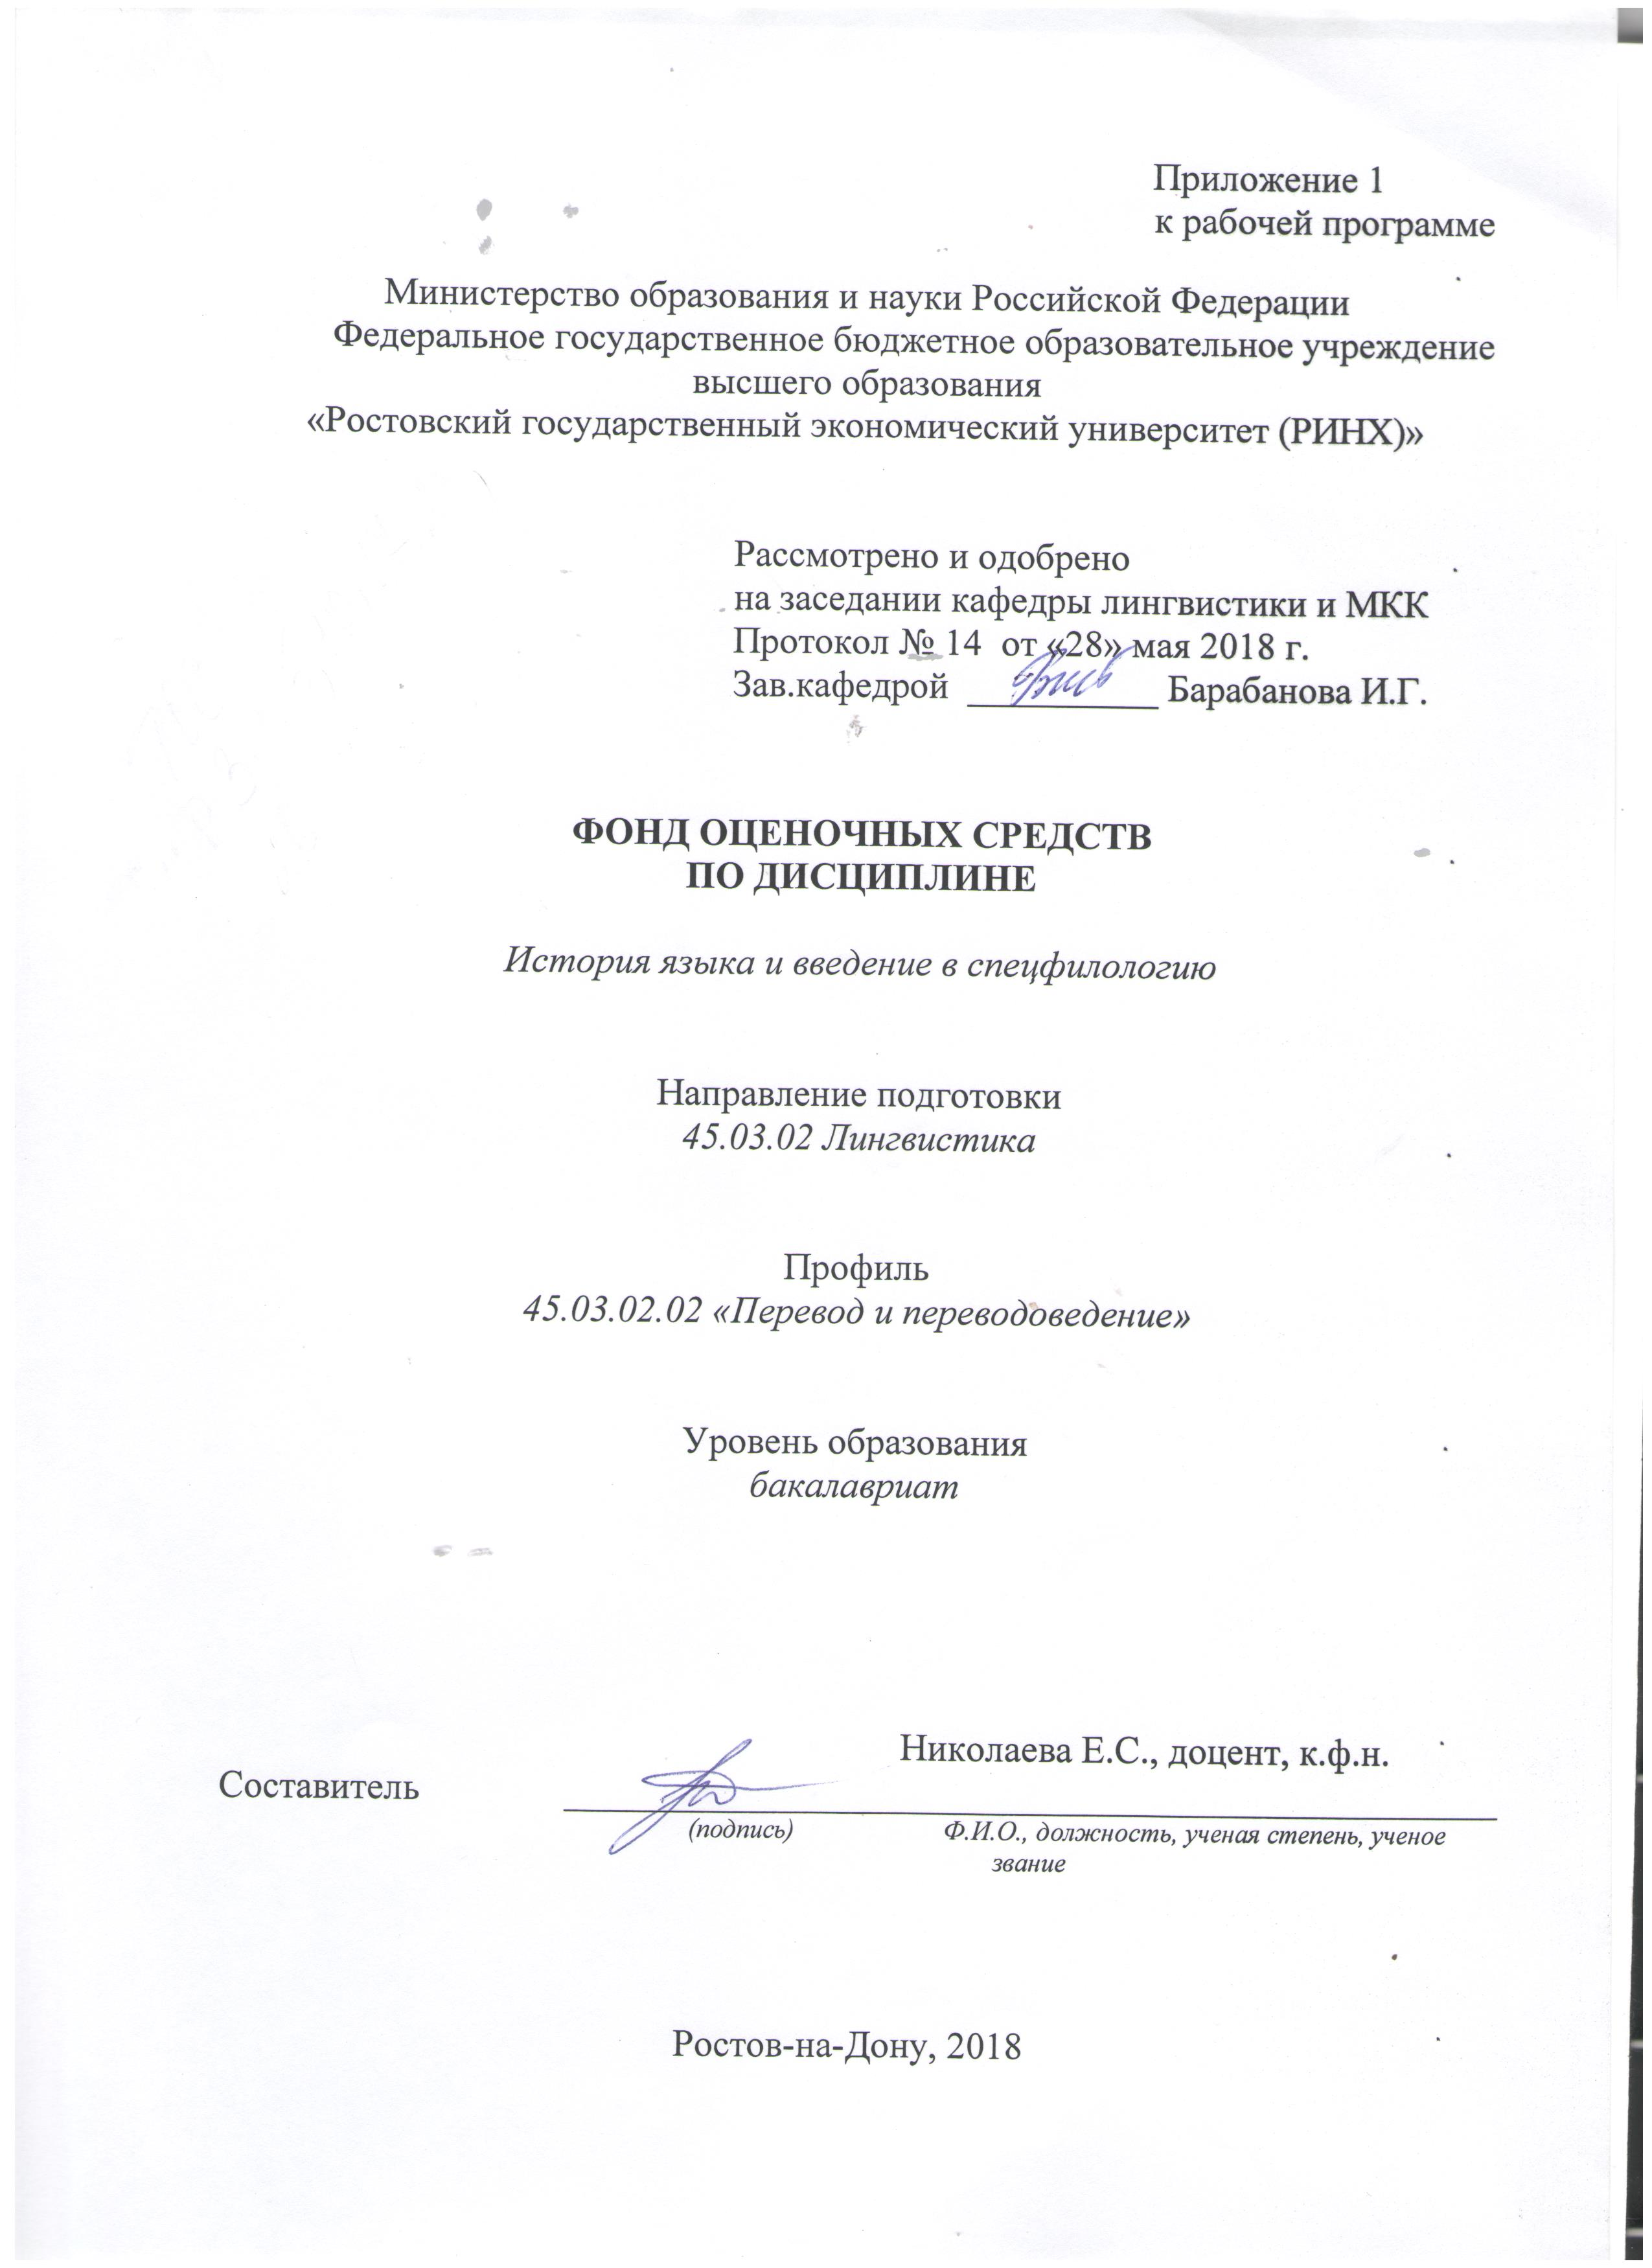 Приложение 1
к рабочей программе
Министерство образования и науки Российской Федерации
Федеральное государственное бюджетное образовательное учреждение
высшего образования
«Ростовский государственный экономический университет (РИНХ)»
Рассмотрено и одобрено
на заседании кафедры лингвистики и МКК
Протокол № 14 от «28» мая 2018 г.
Зав.кафедрой ____________ Барабанова И.Г.
ФОНД ОЦЕНОЧНЫХ СРЕДСТВ
ПО ДИСЦИПЛИНЕ
История языка и введение в спецфилологию
Направление подготовки
45.03.02 Лингвистика
Профиль
45.03.02.02 «Перевод и переводоведение»
Уровень образования
бакалавриат
Николаева Е.С., доцент, к.ф.н.
Составитель
(подпись) Ф.И.О., должность, ученая степень, ученое
звание
Ростов-на-Дону, 2018